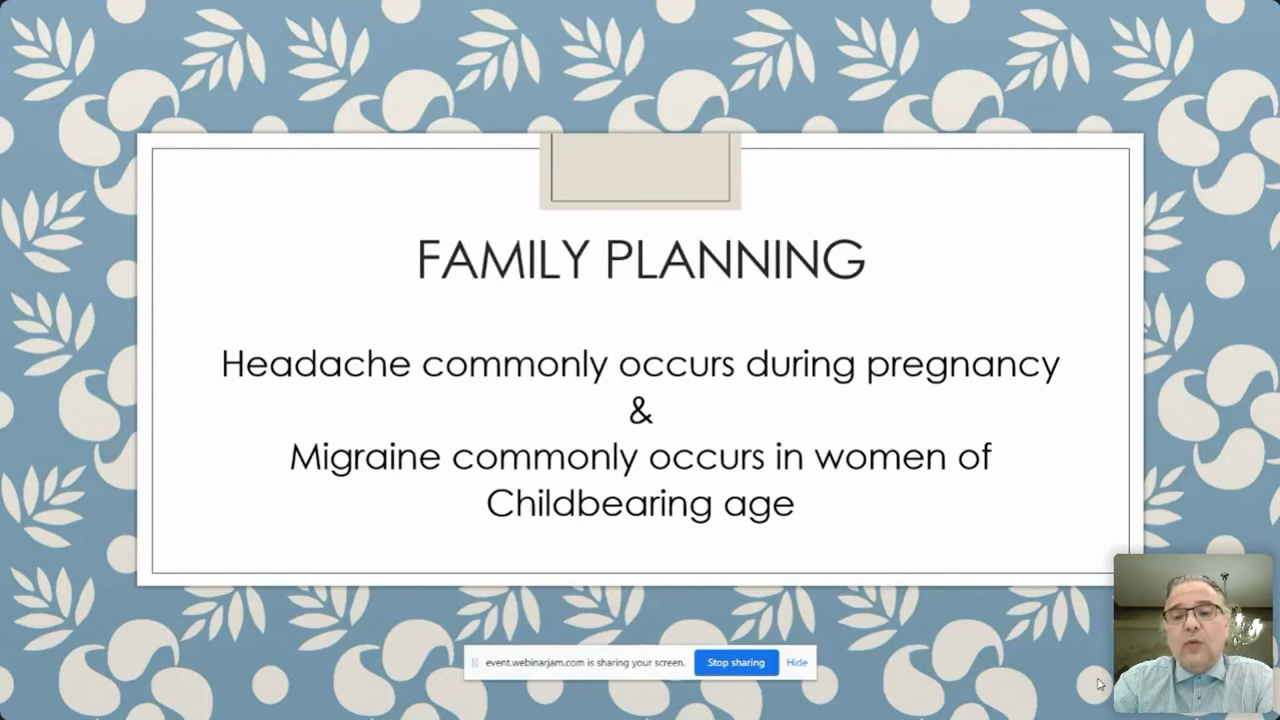 FAMILY PLANNING
Headache commonly occurs during pregnancy
&
Migraine commonly occurs in women of
Childbearing age
event.webinarjam.com is sharing your screen. Stop sharing Hide